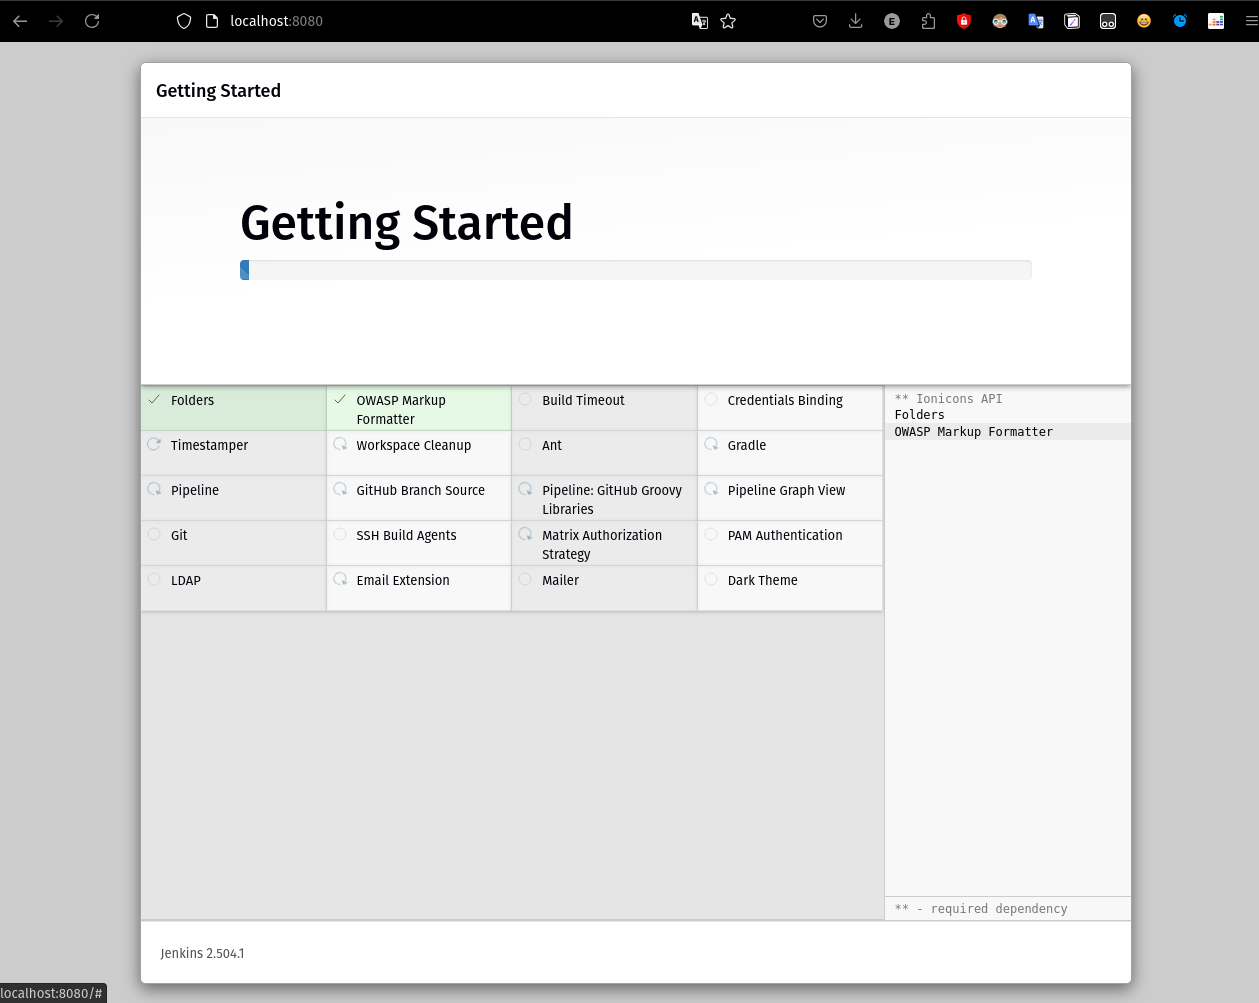 localhost:8080
E
Getting Started
Getting Started
Folders
OWASP Markup
Formatter
Build Timeout
Credentials Binding
Timestamper
Workspace Cleanup
Ant
Gradle
Pipeline
GitHub Branch Source
Pipeline: GitHub Groovy
Libraries
Pipeline Graph View
Git
SSH Build Agents
Matrix Authorization
Strategy
PAM Authentication
LDAP
Email Extension
Mailer
Dark Theme
** Ionicons API
Folders
OWASP Markup Formatter
** - required dependency
Jenkins 2.504.1
localhost:8080/#